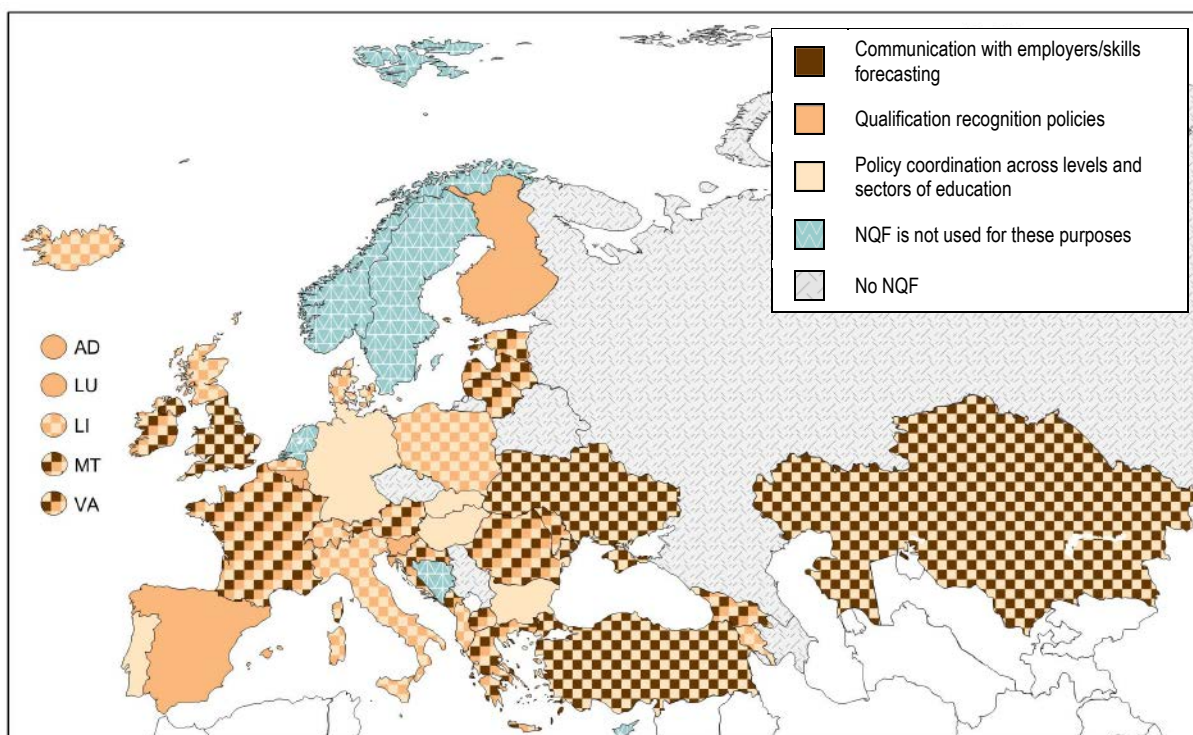 Communication with employers/skills
forecasting
Qualification recognition policies
Policy coordination across levels and
sectors of education
NQF is not used for these purposes
No NQF
AD
LU
LI
MT
VA